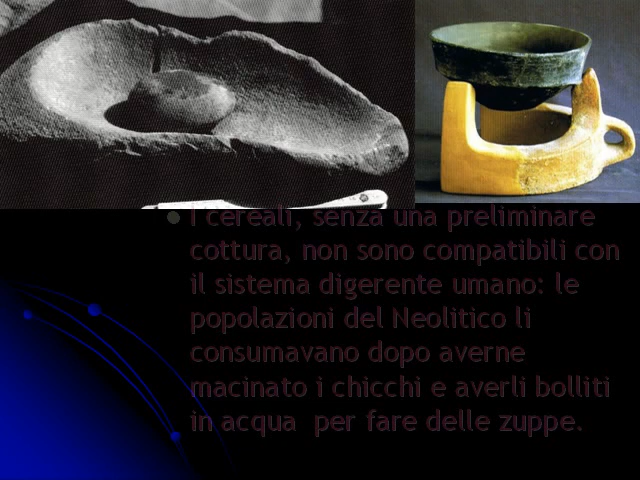 I cereali, senza una preliminare
cottura, non sono compatibili con
il sistema digerente umano: le
popolazioni del Neolitico li
consumavano dopo averne
macinato i chicchi e averli bolliti
in acqua  per fare delle zuppe.